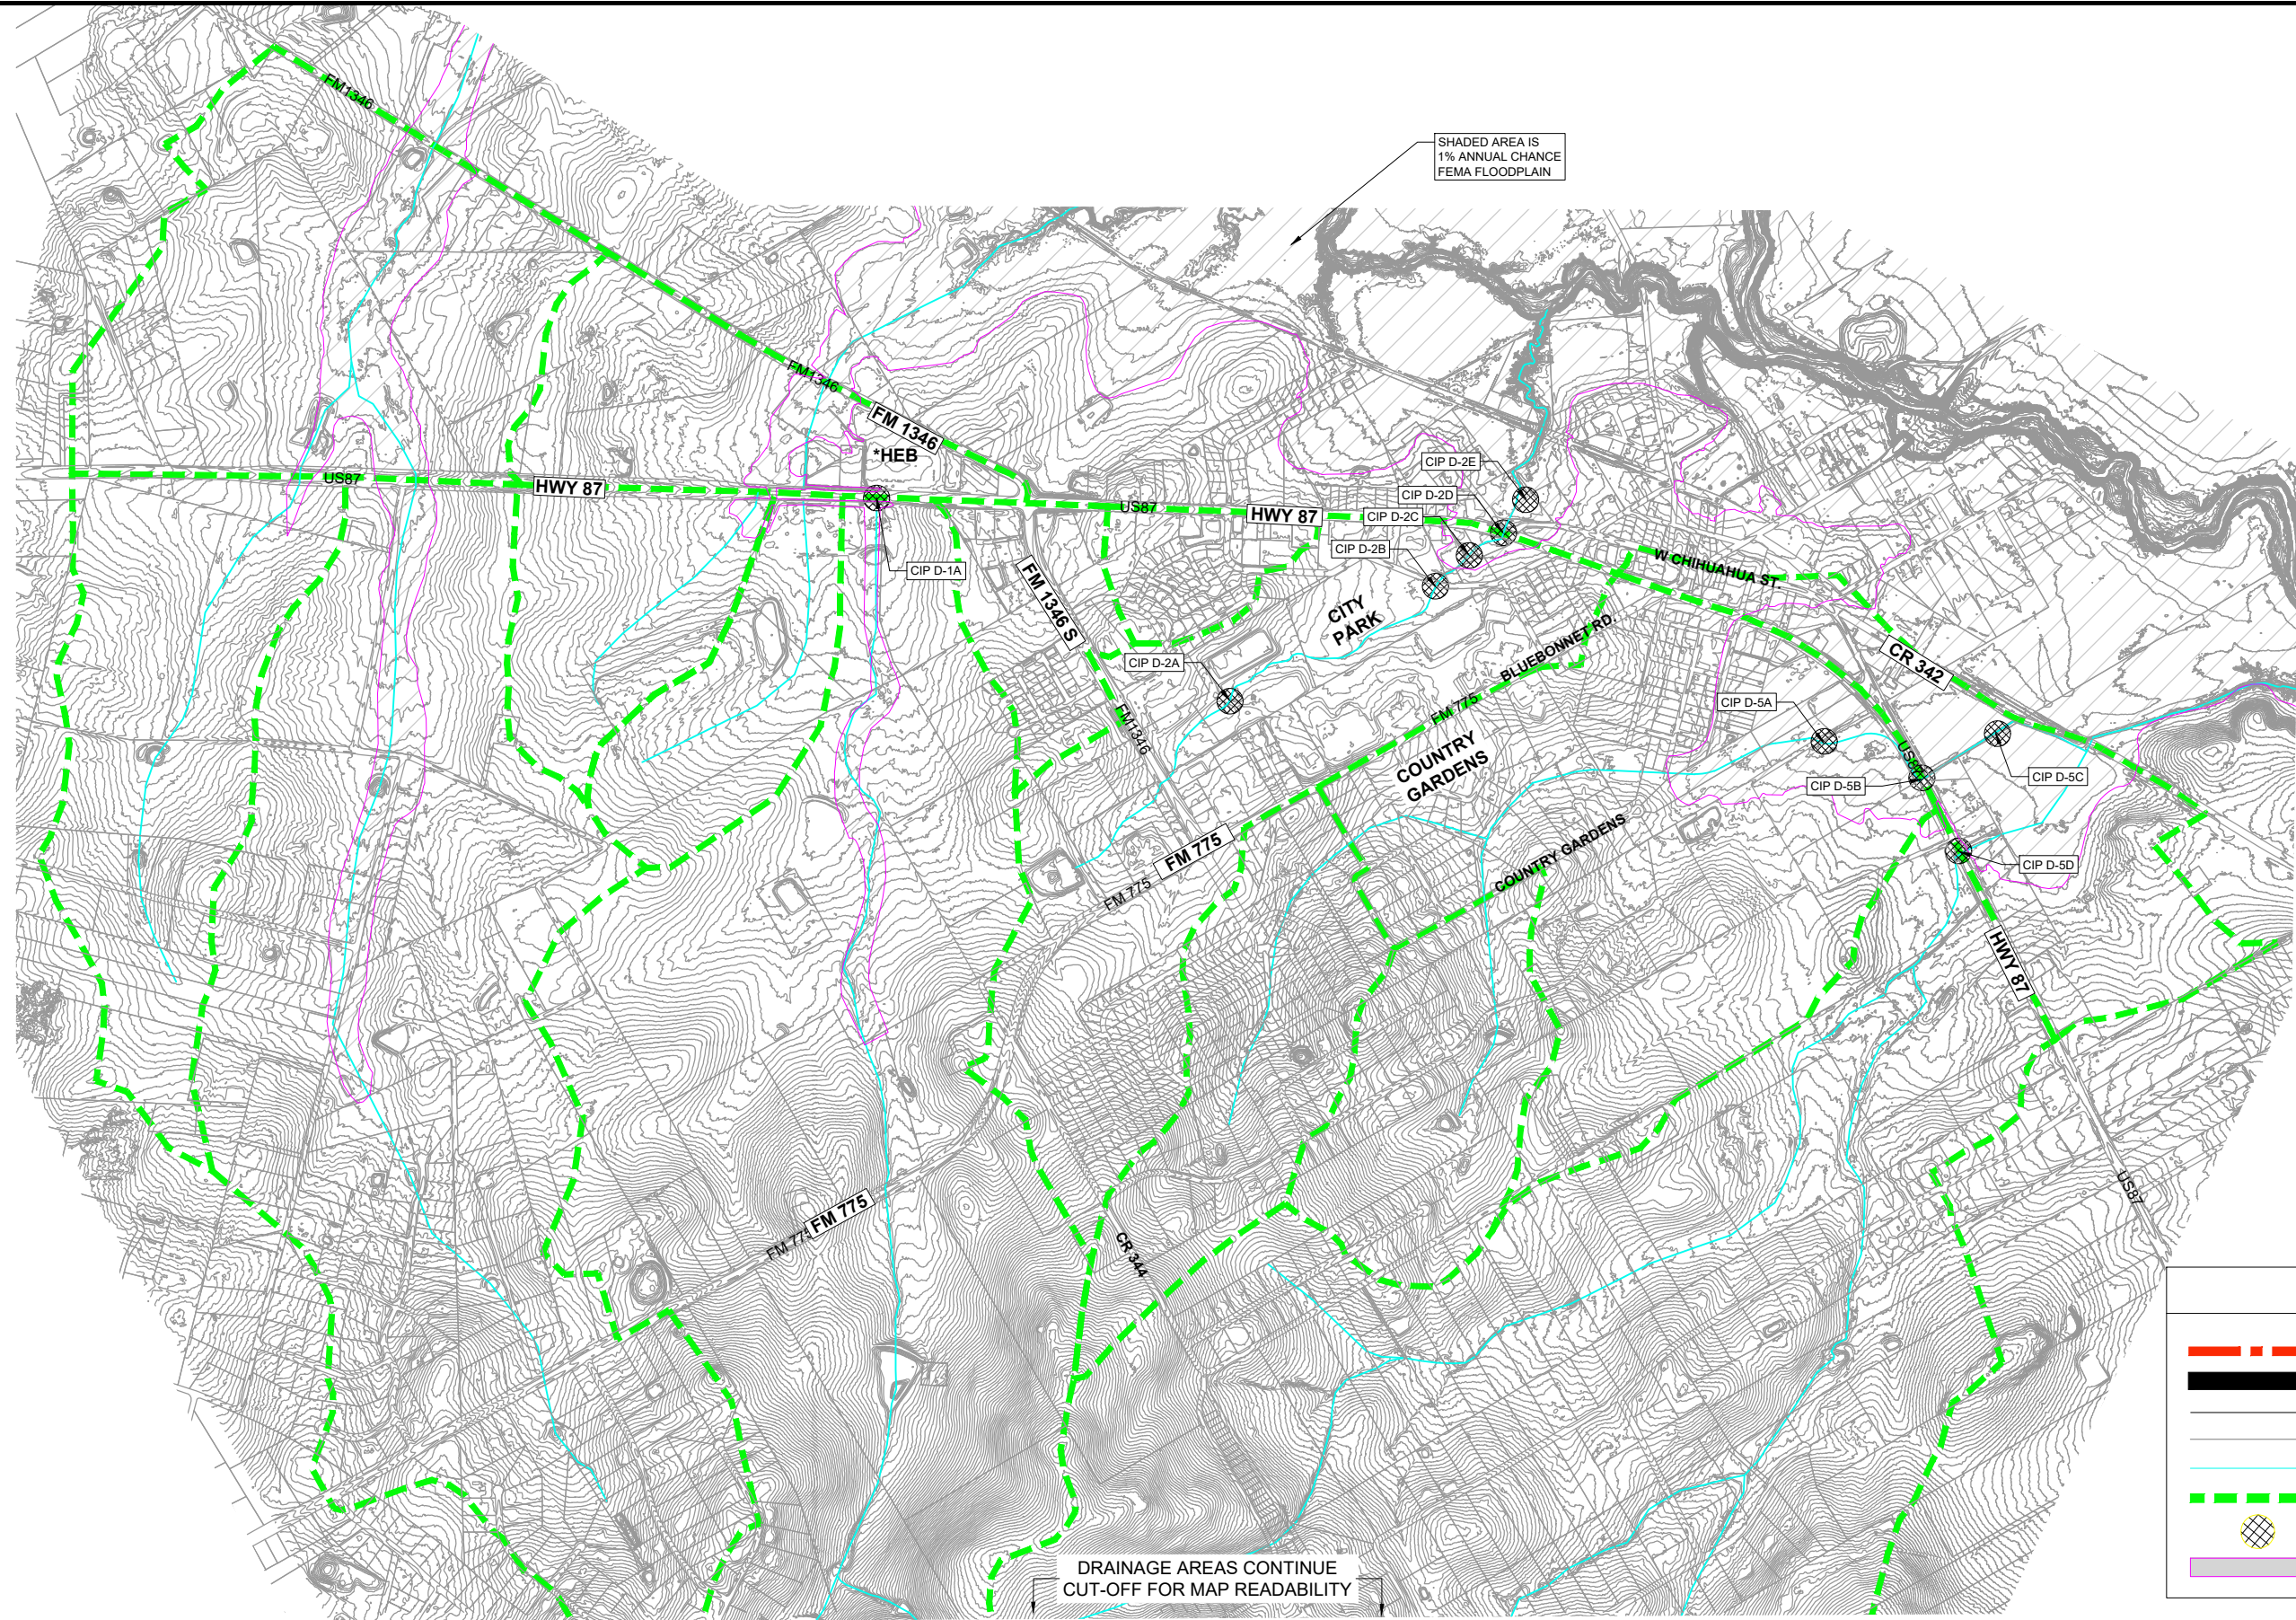 FM1346
SHADED AREA IS
1% ANNUAL CHANCE
FEMA FLOODPLAIN
FM1346
FM 1346
*HEB
US87
HWY 87
CIP D-1A
US87
HWY 87
CIP D-2E
CIP D-2D
CIP D-2C
CIP D-2B
W CHIHUAHUA ST.
FM 1346 S
CITY
PARK
BLUEBONNET RD.
CIP D-2A
FM1346
FM 775
CR 342
CIP D-5A
US87
CIP D-5C
CIP D-5B
COUNTRY
GARDENS
COUNTRY GARDENS
FM 775
FM 775
CIP D-5D
HWY 87
FM 775
FM 775
CR 344
US87
DRAINAGE AREAS CONTINUE
CUT-OFF FOR MAP READABILITY